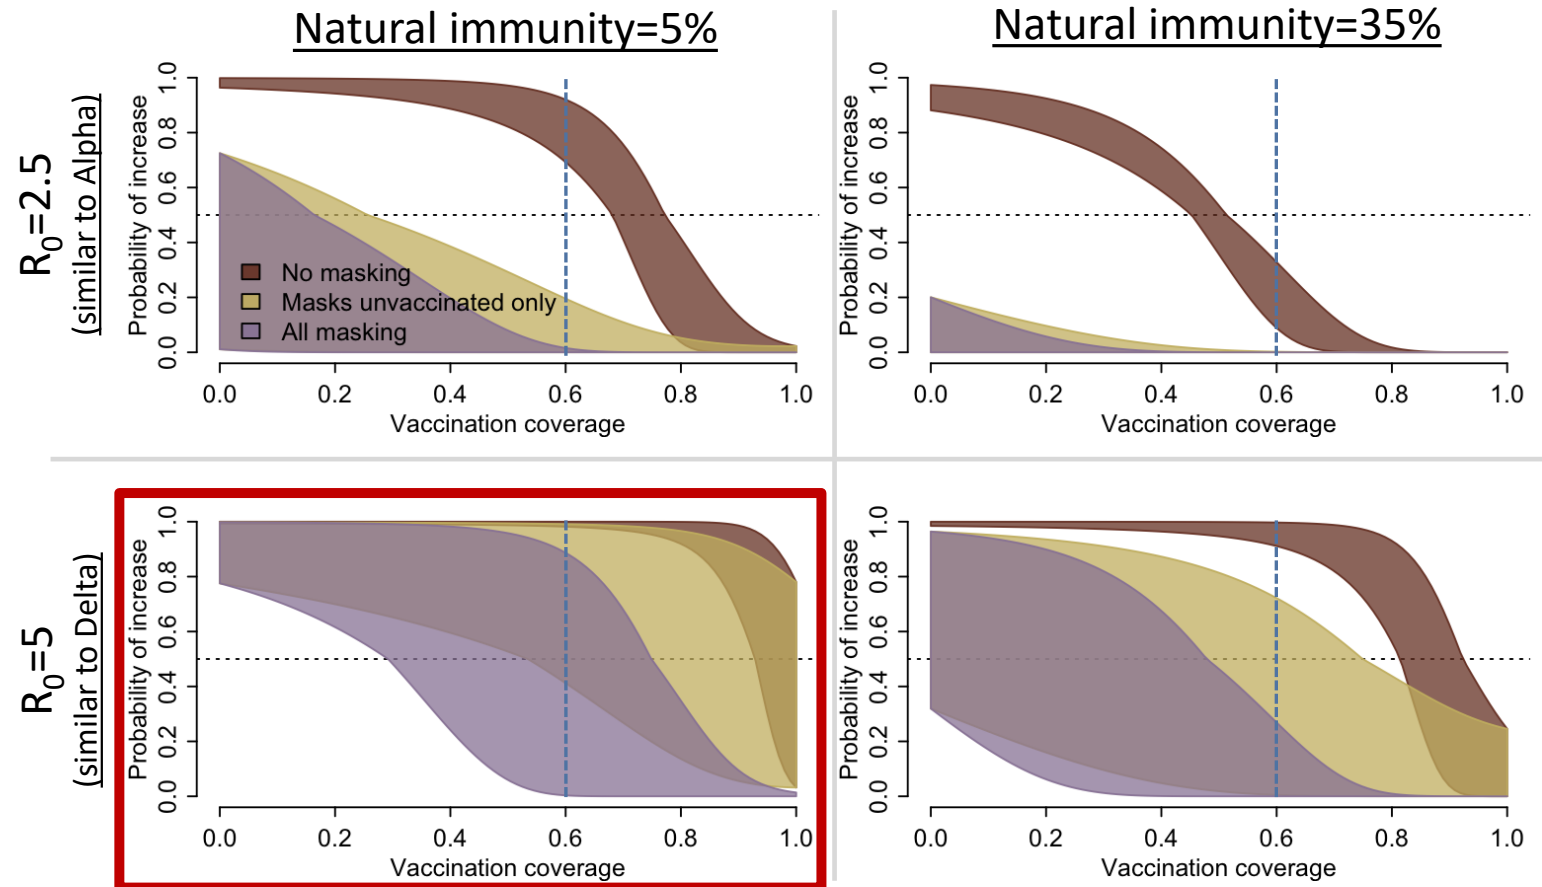 Natural immunity=5%
Natural immunity=35%
R0=2.5
(similar to Alpha)
Probability of increase
1.0
0.8
0.6
0.4
0.2
0.0
No masking
Masks unvaccinated only
All masking
0.0 0.2 0.4 0.6 0.8 1.0
Vaccination coverage
Probability of increase
1.0
0.8
0.6
0.4
0.2
0.0
0.0 0.2 0.4 0.6 0.8 1.0
Vaccination coverage
R0=5
(similar to Delta)
Probability of increase
1.0
0.8
0.6
0.4
0.2
0.0
0.0 0.2 0.4 0.6 0.8 1.0
Vaccination coverage
Probability of increase
1.0
0.8
0.6
0.4
0.2
0.0
0.0 0.2 0.4 0.6 0.8 1.0
Vaccination coverage